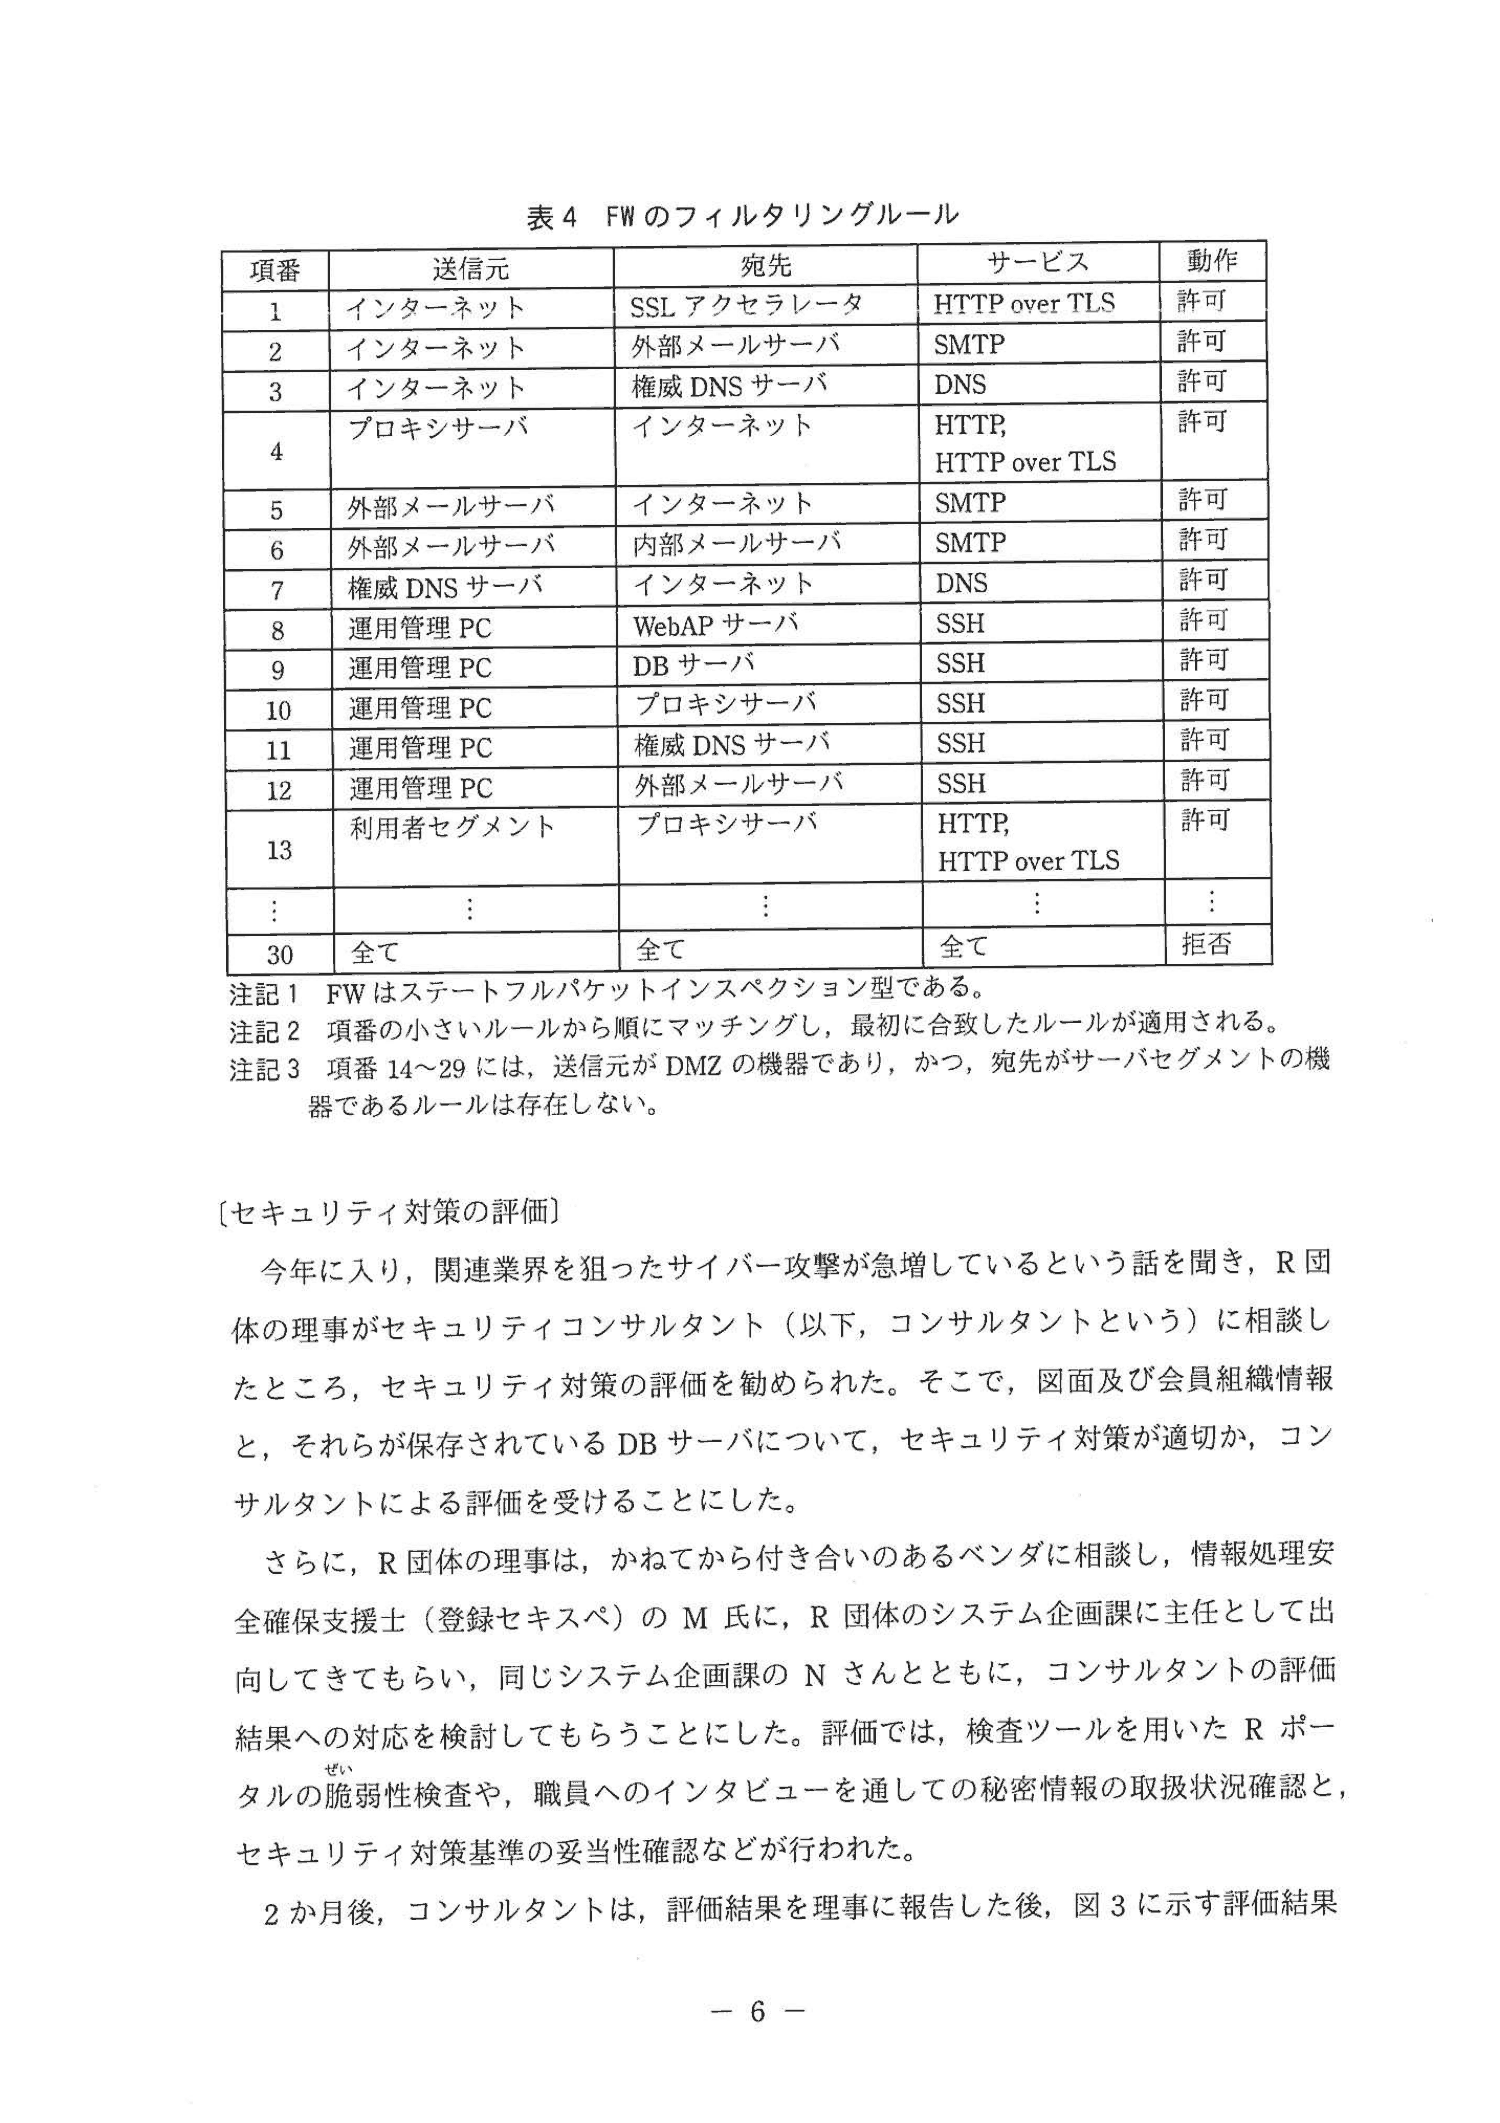 表4 FWのフィルタリングルール
項番 送信元 宛先 サービス 動作
1 インターネット SSLアクセラレータ HTTP over TLS 許可
2 インターネット 外部メールサーバ SMTP 許可
3 インターネット 権威DNSサーバ DNS 許可
4 プロキシサーバ インターネット HTTP, 許可
HTTP over TLS
5 外部メールサーバ インターネット SMTP 許可
6 外部メールサーバ 内部メールサーバ SMTP 許可
7 権威DNSサーバ インターネット DNS 許可
8 運用管理PC WebAPサーバ SSH 許可
9 運用管理PC DBサーバ SSH 許可
10 運用管理PC プロキシサーバ SSH 許可
11 運用管理PC 権威DNSサーバ SSH 許可
12 運用管理PC 外部メールサーバ SSH 許可
13 利用者セグメント プロキシサーバ HTTP, 許可
HTTP over TLS
⋮ ⋮ ⋮ ⋮ ⋮
30 全て 全て 全て 拒否
注記1 FWはステートフルパケットインスペクション型である。
注記2 項番の小さいルールから順にマッチングし，最初に合致したルールが適用される。
注記3 項番14～29には，送信元がDMZの機器であり，かつ，宛先がサーバセグメントの機
器であるルールは存在しない。
〔セキュリティ対策の評価〕
今年に入り，関連業界を狙ったサイバー攻撃が急増しているという話を聞き，R団
体の理事がセキュリティコンサルタント（以下，コンサルタントという）に相談し
たところ，セキュリティ対策の評価を勧められた。そこで，図面及び会員組織情報
と，それらが保存されているDBサーバについて，セキュリティ対策が適切か，コン
サルタントによる評価を受けることにした。
さらに，R団体の理事は，かねてから付き合いのあるベンダに相談し，情報処理安
全確保支援士（登録セキスペ）のM氏に，R団体のシステム企画課に主任として出
向してきてもらい，同じシステム企画課のNさんとともに，コンサルタントの評価
結果への対応を検討してもらうことにした。評価では，検査ツールを用いたRポー
ぜい
タルの脆弱性検査や，職員へのインタビューを通しての秘密情報の取扱状況確認と，
セキュリティ対策基準の妥当性確認などが行われた。
2か月後，コンサルタントは，評価結果を理事に報告した後，図3に示す評価結果
－ 6 －